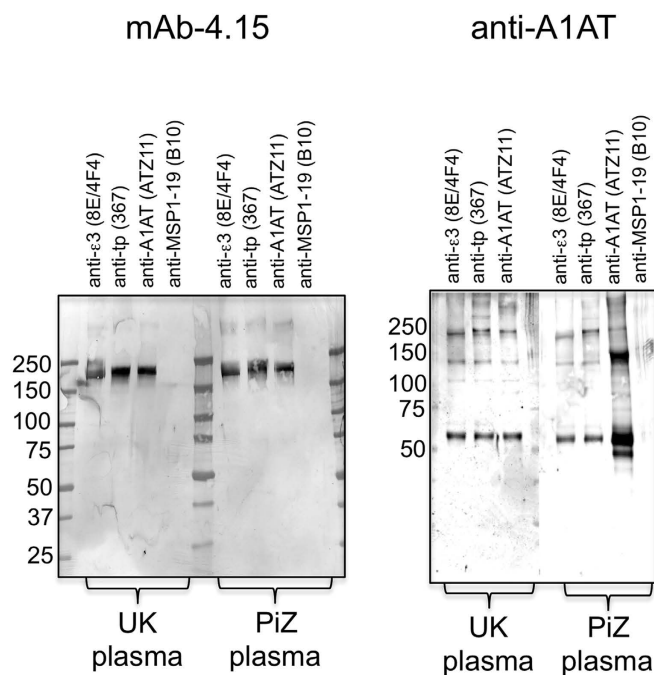 mAb-4.15
anti-A1AT
anti-ε3 (8E/4F4)
anti-tp (367)
anti-A1AT (ATZ11)
anti-MSP1-19 (B10)
anti-ε3 (8E/4F4)
anti-tp (367)
anti-A1AT (ATZ11)
anti-MSP1-19 (B10)
anti-ε3 (8E/4F4)
anti-tp (367)
anti-A1AT (ATZ11)
anti-ε3 (8E/4F4)
anti-tp (367)
anti-A1AT (ATZ11)
anti-MSP1-19 (B10)
250
150
100
75
50
37
25
250
150
100
75
50
UK
plasma
PiZ
plasma
UK
plasma
PiZ
plasma